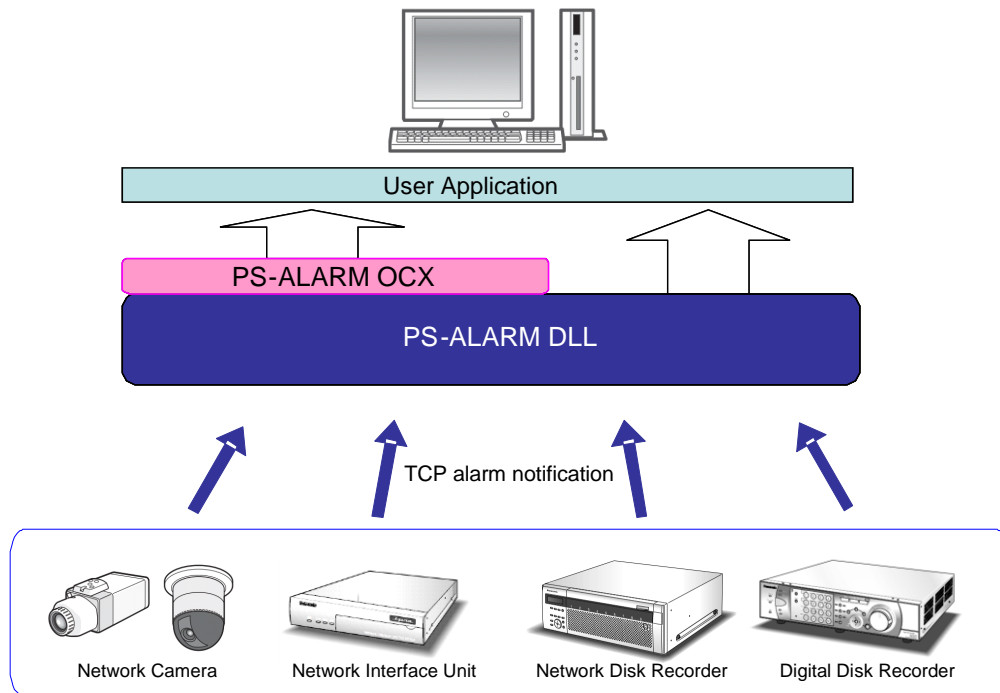 User Application
PS-ALARM OCX
PS-ALARM DLL
TCP alarm notification
Network Camera
Network Interface Unit
Network Disk Recorder
Digital Disk Recorder